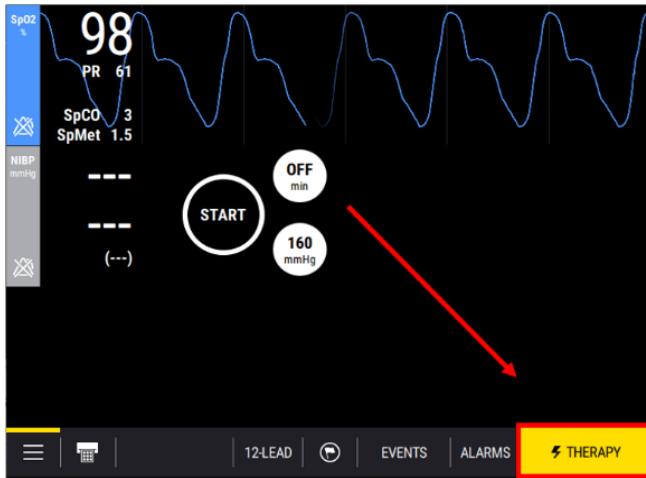 SpO2
%
98
PR 61
SpCO 3
SpMet 1.5
NIBP
mmHg
---
---
(---)
START
OFF
min
160
mmHg
12-LEAD
EVENTS
ALARMS
THERAPY